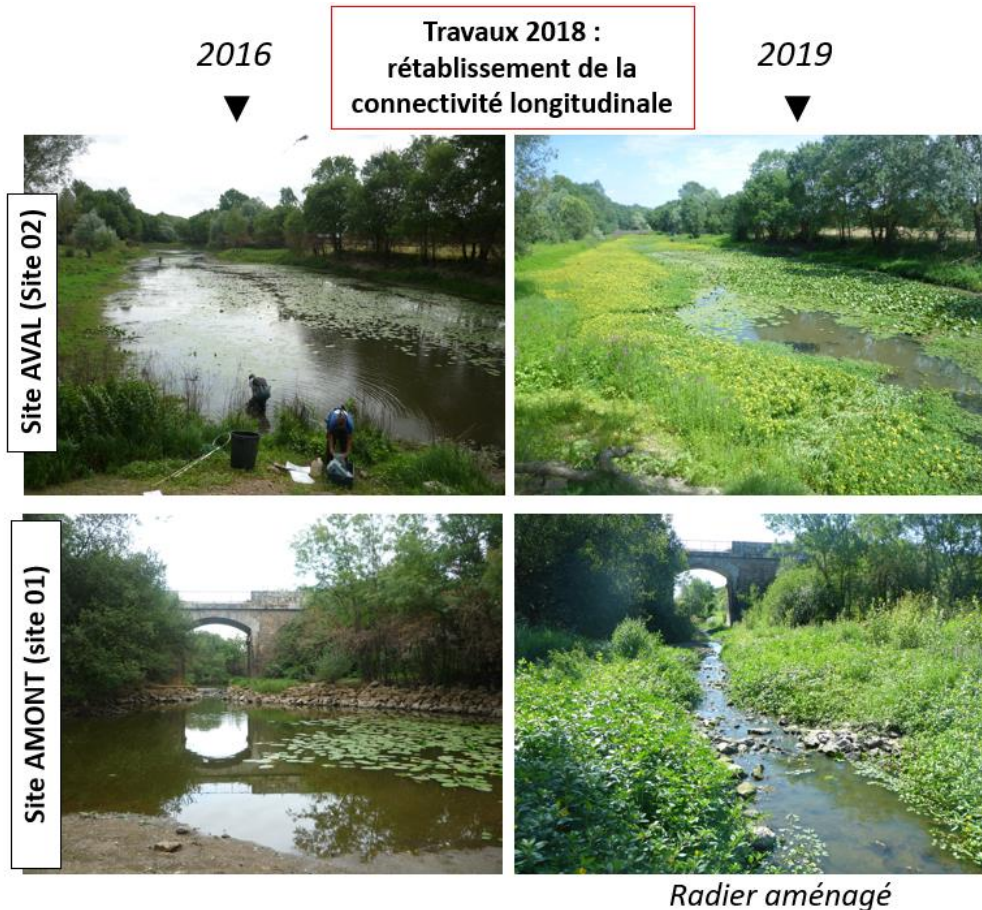 2016
Travaux 2018 :
rétablissement de la
connectivité longitudinale
2019
Site AVAL (Site 02)
Site AMONT (site 01)
Radier aménagé